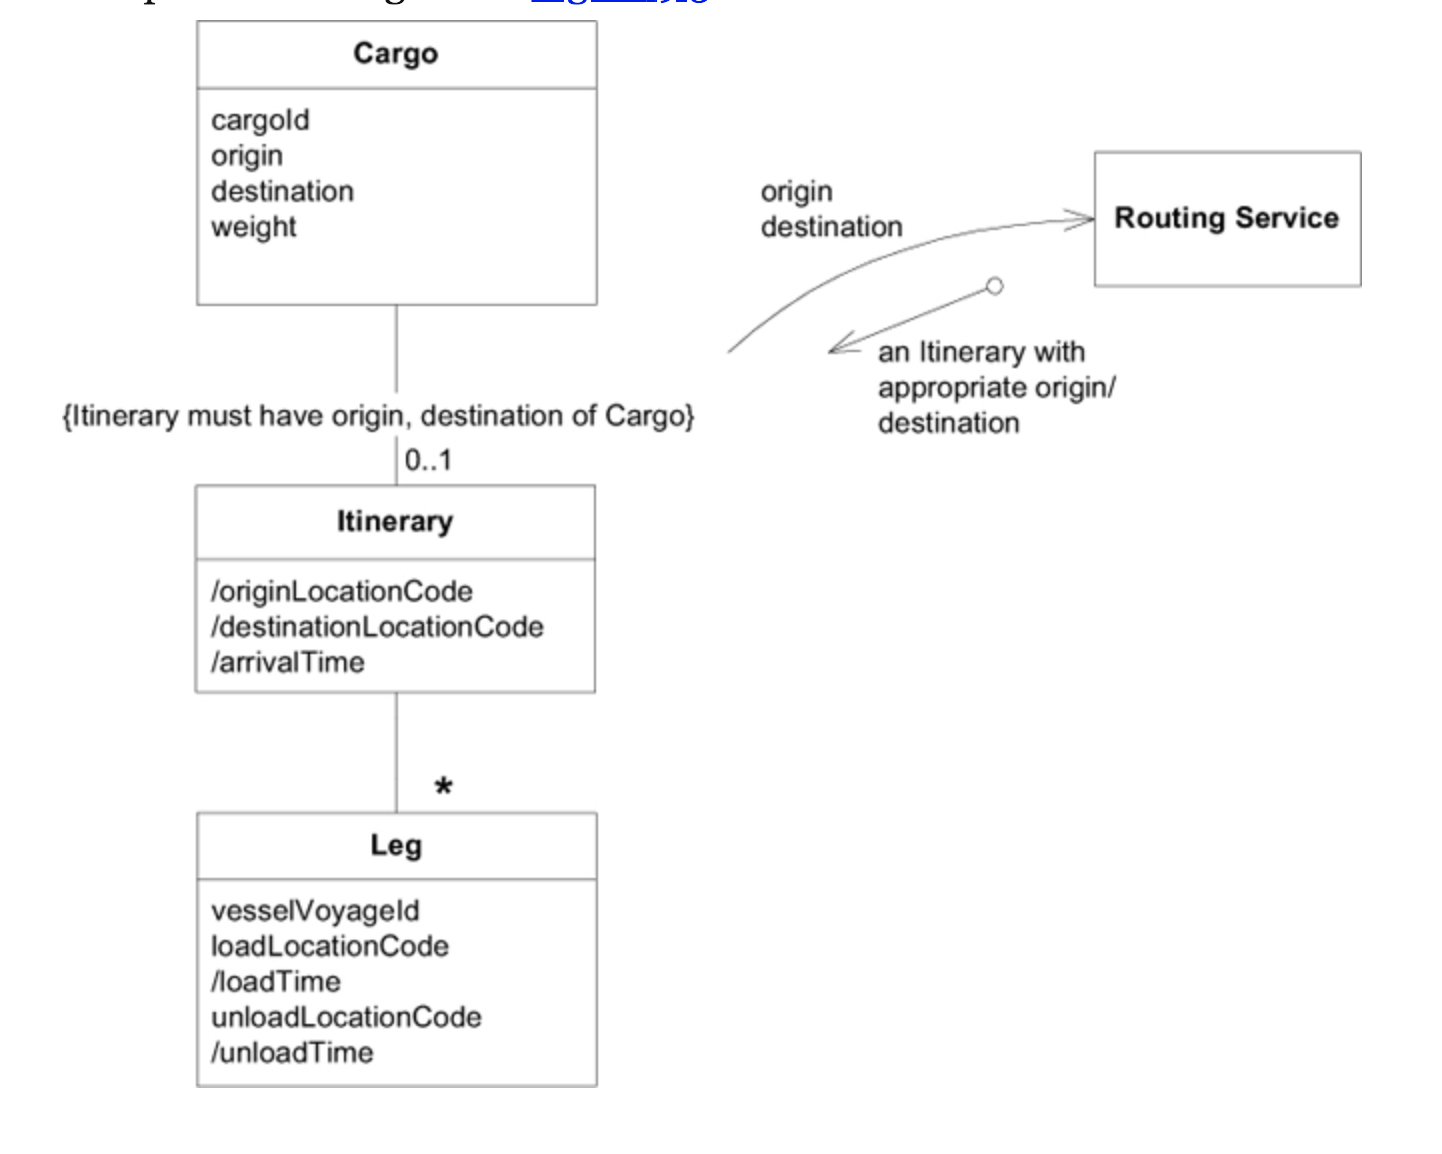 Cargo
cargoId
origin
destination
weight
origin
destination
Routing Service
an Itinerary with
appropriate origin/
destination
{Itinerary must have origin, destination of Cargo}
0..1
Itinerary
/originLocationCode
/destinationLocationCode
/arrivalTime
*
Leg
vesselVoyageId
loadLocationCode
/loadTime
unloadLocationCode
/unloadTime